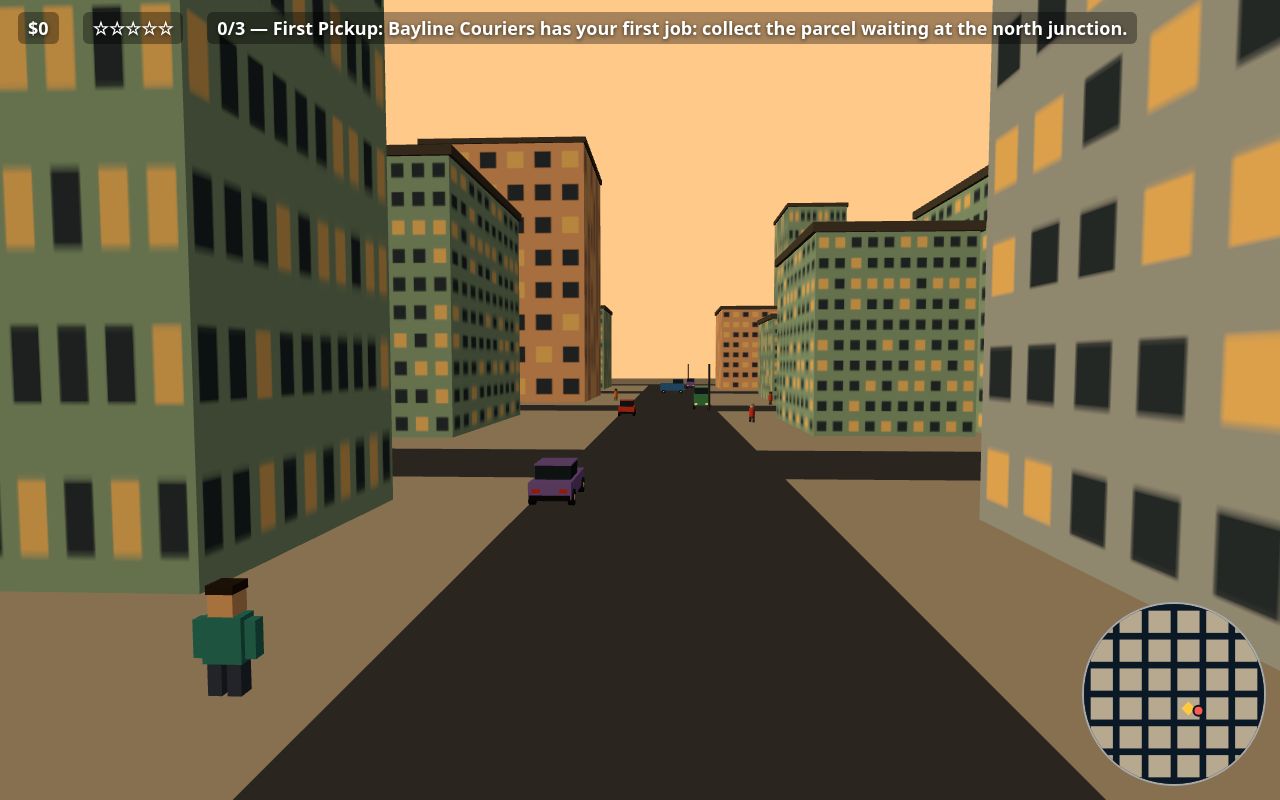 $0
☆☆☆☆☆
0/3 — First Pickup: Bayline Couriers has your first job: collect the parcel waiting at the north junction.